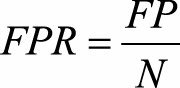 FPR = FP / N